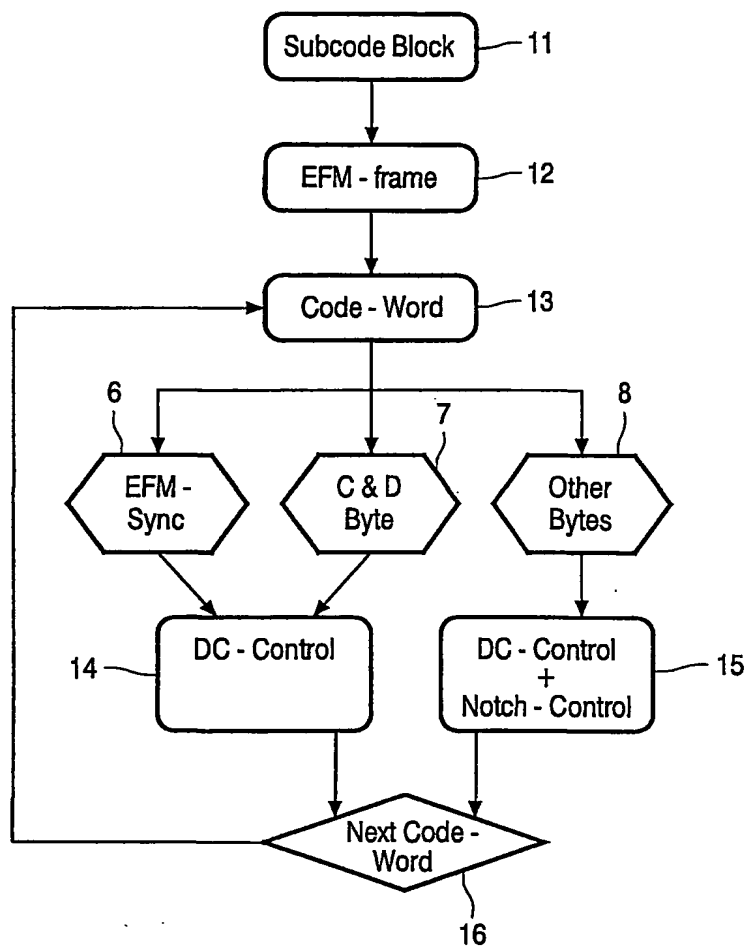 Subcode Block
11
EFM - frame
12
Code - Word
13
6
7
8
EFM -
Sync
C & D
Byte
Other
Bytes
14
DC - Control
DC - Control
+
Notch - Control
15
Next Code -
Word
16